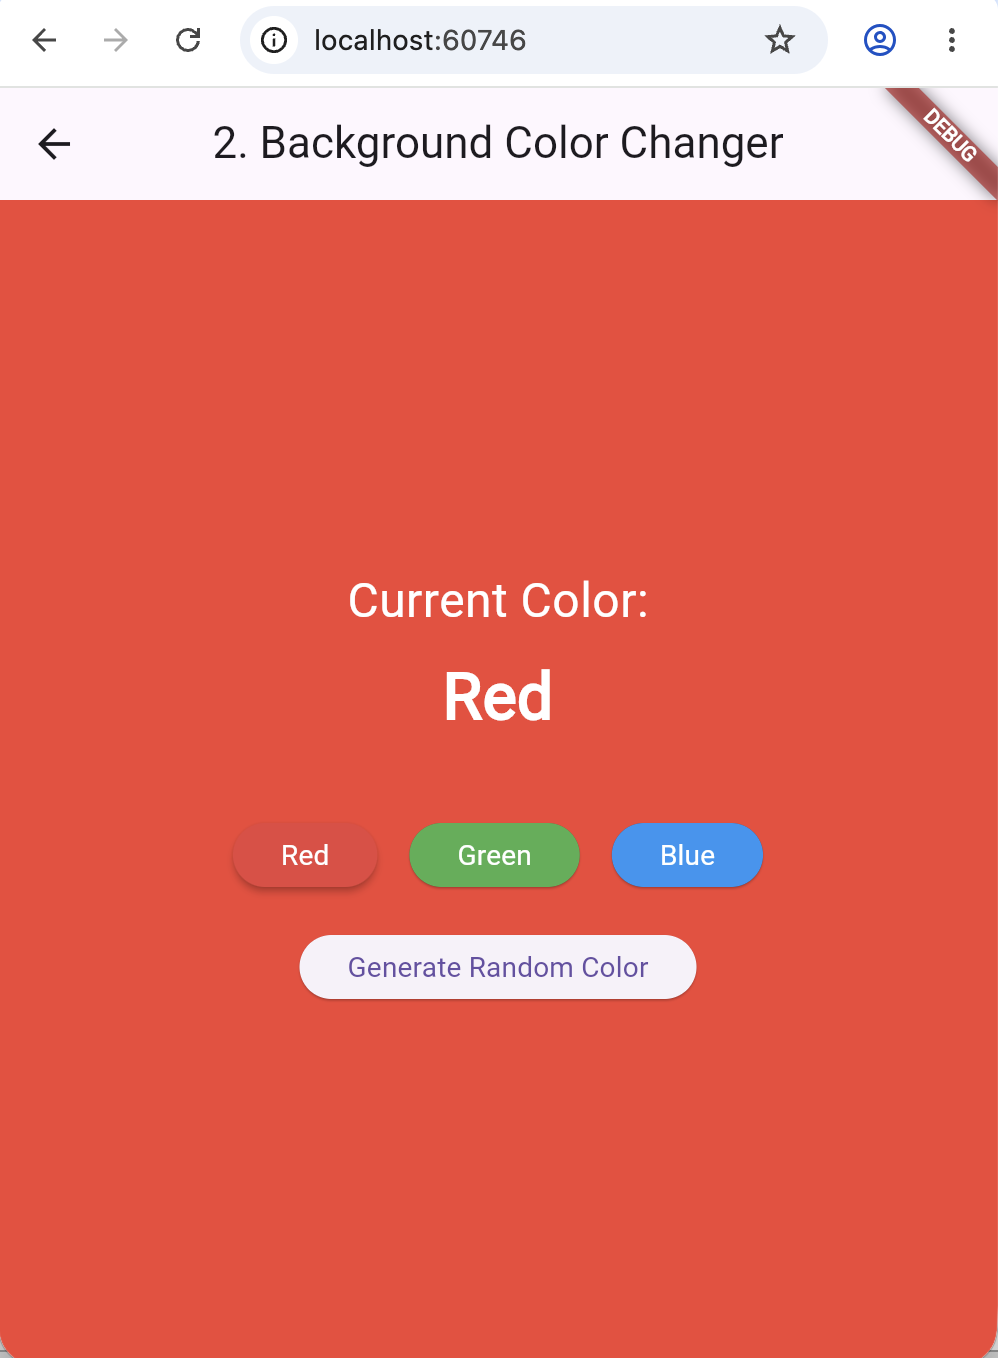 localhost:60746
2. Background Color Changer
DEBUG
Current Color:
Red
Red Green Blue
Generate Random Color